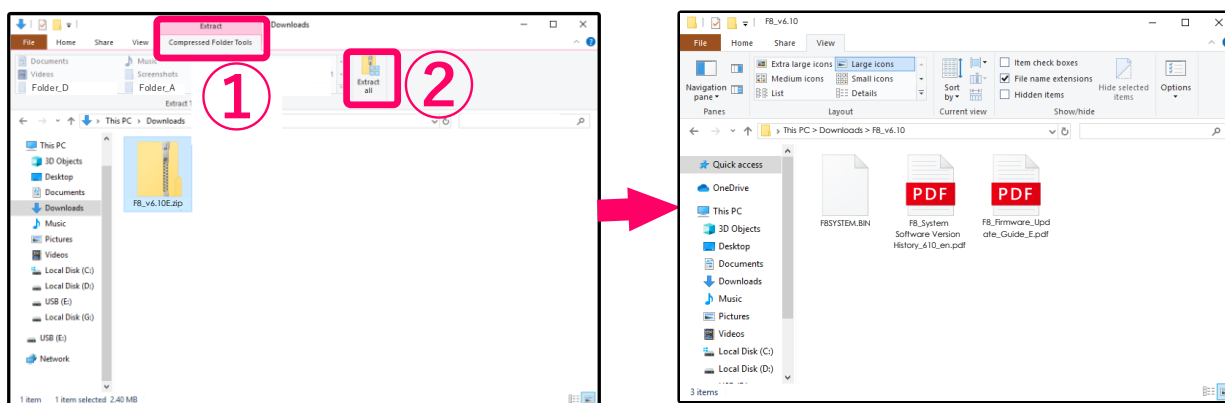 Extract
Downloads
File Home Share View Compressed Folder Tools
Documents Music
Videos Screenshots
Folder_D Folder_A
Extract
Extract
all
①
②
This PC > Downloads
This PC
3D Objects
Desktop
Documents
Downloads
Music
Pictures
Videos
Local Disk (C:)
Local Disk (D:)
USB (E:)
Local Disk (G:)
USB (E:)
Network
F8_v6.10E.zip
1 item 1 item selected 2.40 MB
F8_v6.10
File Home Share View
Navigation
pane
Panes
Extra large icons Large icons
Medium icons Small icons
List Details
Layout
Sort
by
Current view
Item check boxes
File name extensions
Hidden items
Hide selected
items
Show/hide
Options
This PC > Downloads > F8_v6.10
Quick access
OneDrive
This PC
3D Objects
Desktop
Documents
Downloads
Music
Pictures
Videos
Local Disk (C:)
Local Disk (D:)
F8SYSTEM.BIN
PDF
F8_System
Software Version
History_610_en.pdf
PDF
F8_Firmware_Upd
ate_Guide_E.pdf
3 items